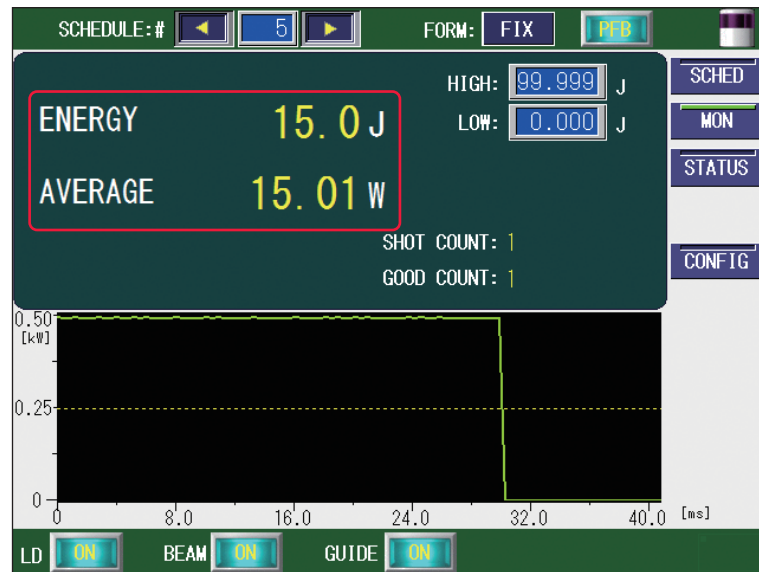 SCHEDULE:# 5 FORM: FIX PFB
HIGH: 99.999 J
LOW: 0.000 J
ENERGY 15.0 J
AVERAGE 15.01 W
SHOT COUNT: 1
GOOD COUNT: 1
SCHED
MON
STATUS
CONFIG
0.50
[kW]
0.25
0
0 8.0 16.0 24.0 32.0 40.0 [ms]
LD ON BEAM ON GUIDE ON